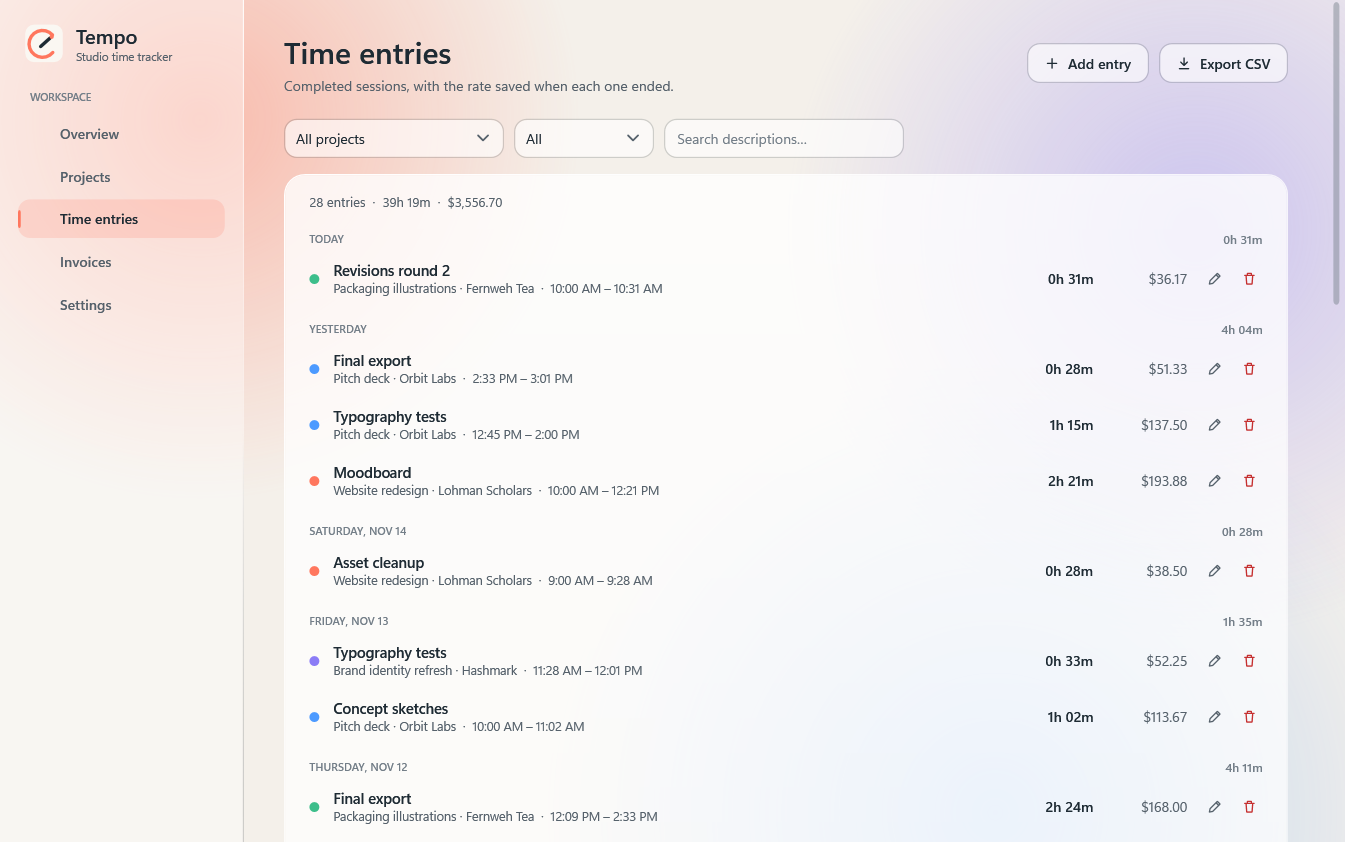 Tempo
Studio time tracker
WORKSPACE
Overview
Projects
Time entries
Invoices
Settings
Time entries
Completed sessions, with the rate saved when each one ended.
Add entry
Export CSV
All projects
All
Search descriptions...
28 entries · 39h 19m · $3,556.70
TODAY 0h 31m
Revisions round 2
Packaging illustrations · Fernweh Tea · 10:00 AM – 10:31 AM
0h 31m $36.17
YESTERDAY 4h 04m
Final export
Pitch deck · Orbit Labs · 2:33 PM – 3:01 PM
0h 28m $51.33
Typography tests
Pitch deck · Orbit Labs · 12:45 PM – 2:00 PM
1h 15m $137.50
Moodboard
Website redesign · Lohman Scholars · 10:00 AM – 12:21 PM
2h 21m $193.88
SATURDAY, NOV 14 0h 28m
Asset cleanup
Website redesign · Lohman Scholars · 9:00 AM – 9:28 AM
0h 28m $38.50
FRIDAY, NOV 13 1h 35m
Typography tests
Brand identity refresh · Hashmark · 11:28 AM – 12:01 PM
0h 33m $52.25
Concept sketches
Pitch deck · Orbit Labs · 10:00 AM – 11:02 AM
1h 02m $113.67
THURSDAY, NOV 12 4h 11m
Final export
Packaging illustrations · Fernweh Tea · 12:09 PM – 2:33 PM
2h 24m $168.00